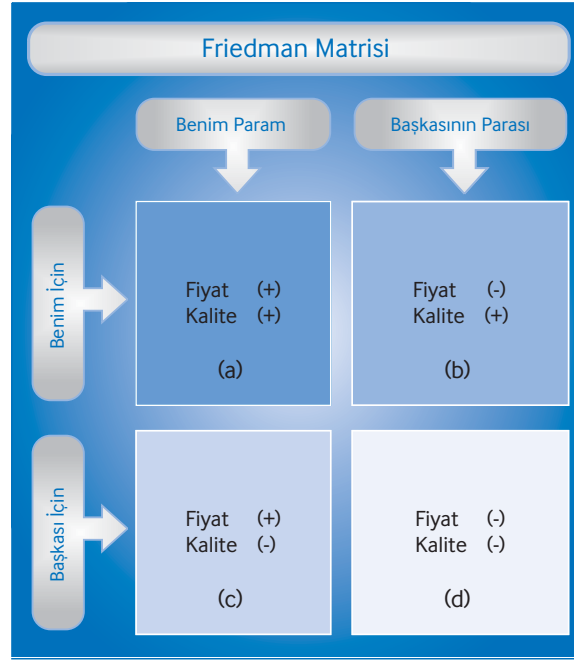 Friedman Matrisi
Benim Param
Başkasının Parası
Benim İçin
Fiyat (+)
Kalite (+)
(a)
Fiyat (-)
Kalite (+)
(b)
Başkası İçin
Fiyat (+)
Kalite (-)
(c)
Fiyat (-)
Kalite (-)
(d)